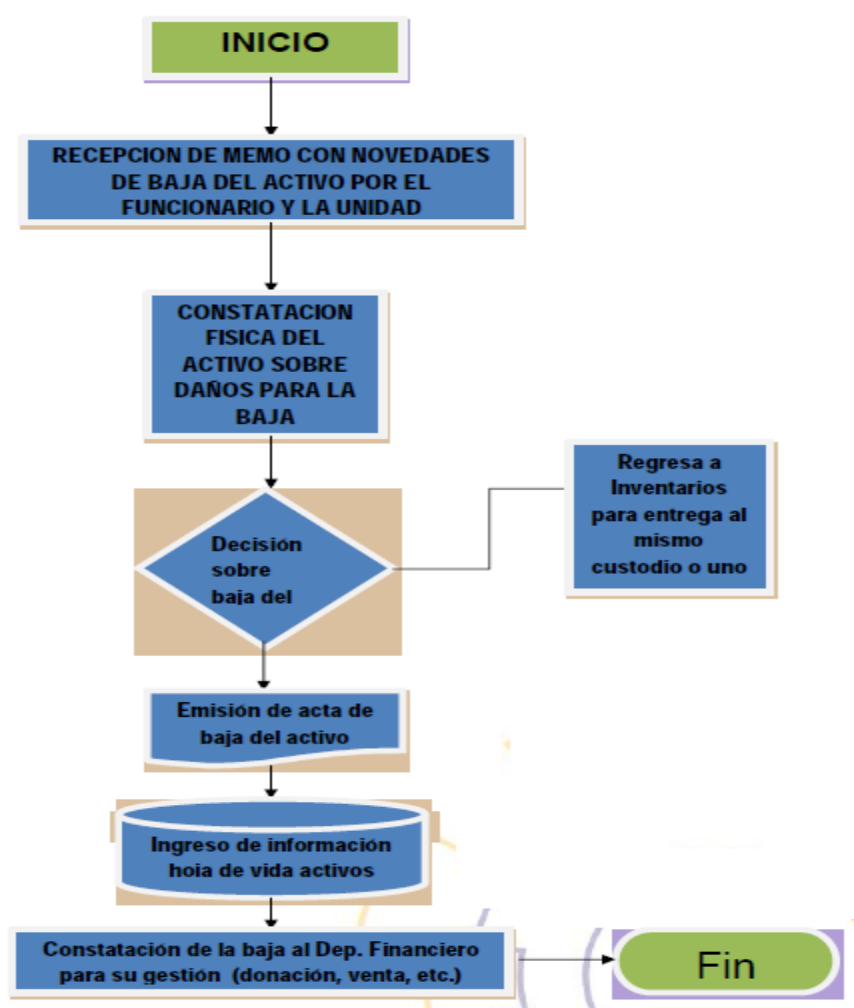 INICIO
RECEPCION DE MEMO CON NOVEDADES
DE BAJA DEL ACTIVO POR EL
FUNCIONARIO Y LA UNIDAD
CONSTATACION
FISICA DEL
ACTIVO SOBRE
DAÑOS PARA LA
BAJA
Regresa a
Inventarios
para entrega al
mismo
custodio o uno
Decisión
sobre
baja del
Emisión de acta de
baja del activo
Ingreso de información
hoja de vida activos
Constatación de la baja al Dep. Financiero
para su gestión (donación, venta, etc.)
Fin